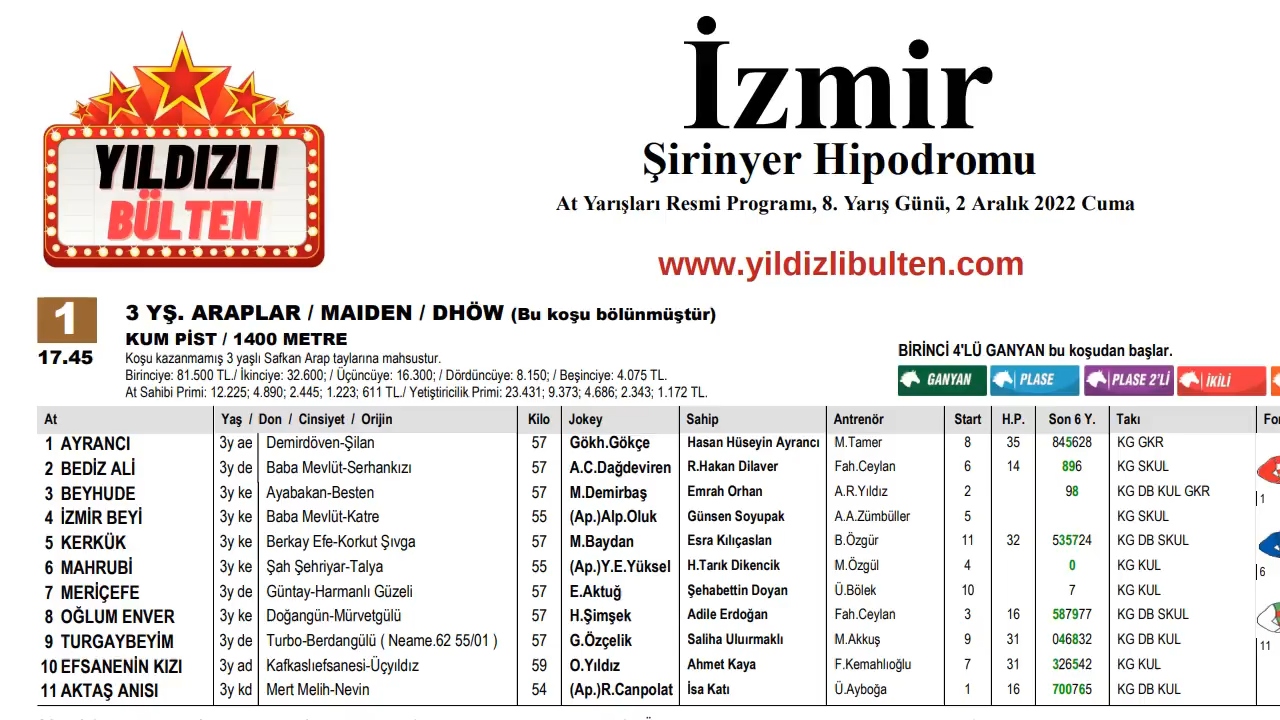 YILDIZLI
BÜLTEN
İzmir
Şirinyer Hipodromu
At Yarışları Resmi Programı, 8. Yarış Günü, 2 Aralık 2022 Cuma
www.yildizlibulten.com
1
17.45
3 YŞ. ARAPLAR / MAIDEN / DHÖW (Bu koşu bölünmüştür)
KUM PİST / 1400 METRE
Koşu kazanmamış 3 yaşlı Safkan Arap taylarına mahsustur.
Birinciye: 81.500 TL./ İkinciye: 32.600; / Üçüncüye: 16.300; / Dördüncüye: 8.150; / Beşinciye: 4.075 TL.
At Sahibi Primi: 12.225; 4.890; 2.445; 1.223; 611 TL./ Yetiştiricilik Primi: 23.431; 9.373; 4.686; 2.343; 1.172 TL.
BİRİNCİ 4'LÜ GANYAN bu koşudan başlar.
GANYAN PLASE PLASE 2'Lİ İKİLİ
At Yaş / Don / Cinsiyet / Orijin Kilo Jokey Sahip Antrenör Start H.P. Son 6 Y. Takı For
1 AYRANCI 3y ae Demirdöven-Şilan 57 Gökh.Gökçe Hasan Hüseyin Ayrancı M.Tamer 8 35 845628 KG GKR
2 BEDİZ ALİ 3y de Baba Mevlüt-Serhankızı 57 A.C.Dağdeviren R.Hakan Dilaver Fah.Ceylan 6 14 896 KG SKUL
3 BEYHUDE 3y ke Ayabakan-Besten 57 M.Demirbaş Emrah Orhan A.R.Yıldız 2 98 KG DB KUL GKR 1
4 İZMİR BEYİ 3y ke Baba Mevlüt-Katre 55 (Ap.)Alp.Oluk Günsen Soyupak A.A.Zümbüller 5 KG SKUL
5 KERKÜK 3y ke Berkay Efe-Korkut Şıvga 57 M.Baydan Esra Kılıçaslan B.Özgür 11 32 535724 KG DB SKUL
6 MAHRUBİ 3y ke Şah Şehriyar-Talya 55 (Ap.)Y.E.Yüksel H.Tarık Dikencik M.Özgül 4 0 KG KUL 6
7 MERİÇEFE 3y de Güntay-Harmanlı Güzeli 57 E.Aktuğ Şehabettin Doyan Ü.Bölek 10 7 KG KUL
8 OĞLUM ENVER 3y ke Doğangün-Mürvetgülü 57 H.Şimşek Adile Erdoğan Fah.Ceylan 3 16 587977 KG DB SKUL
9 TURGAYBEYİM 3y de Turbo-Berdangülü ( Neame.62 55/01 ) 57 G.Özçelik Saliha Uluırmaklı M.Akkuş 9 31 046832 KG DB KUL 11
10 EFSANENİN KIZI 3y ad Kafkaslıefsanesi-Üçyıldız 59 O.Yıldız Ahmet Kaya F.Kemahlıoğlu 7 31 326542 KG KUL
11 AKTAŞ ANISI 3y kd Mert Melih-Nevin 54 (Ap.)R.Canpolat İsa Katı Ü.Ayboğa 1 16 700765 KG DB KUL